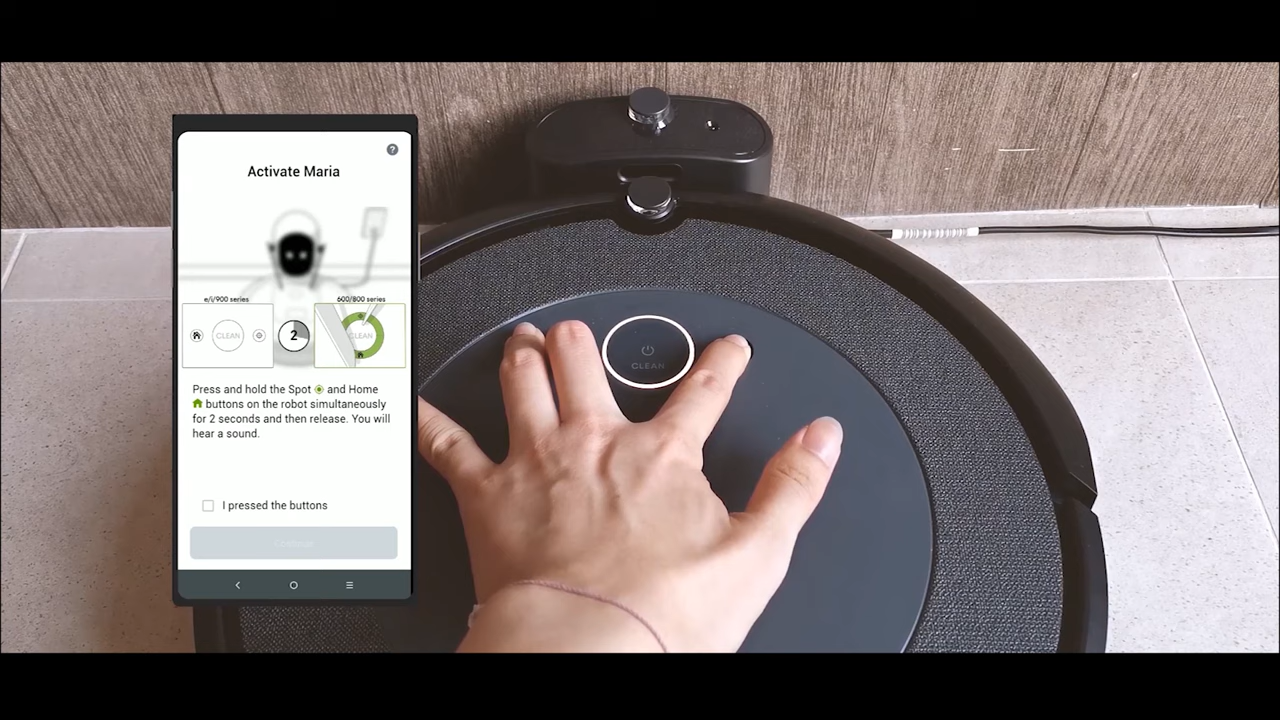 Activate Maria
e/i/900 series
600/800 series
CLEAN
2
CLEAN
Press and hold the Spot and Home
buttons on the robot simultaneously
for 2 seconds and then release. You will
hear a sound.
I pressed the buttons
CLEAN